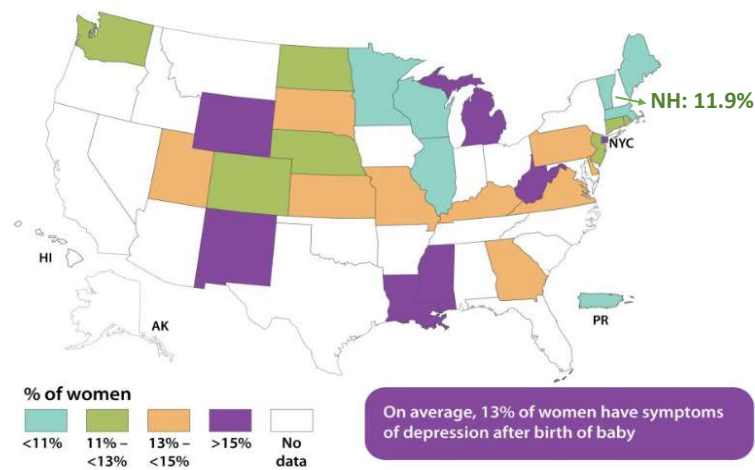 NH: 11.9%
NYC
HI
AK
PR
% of women
<11%
11% –
<13%
13% –
<15%
>15%
No
data
On average, 13% of women have symptoms
of depression after birth of baby